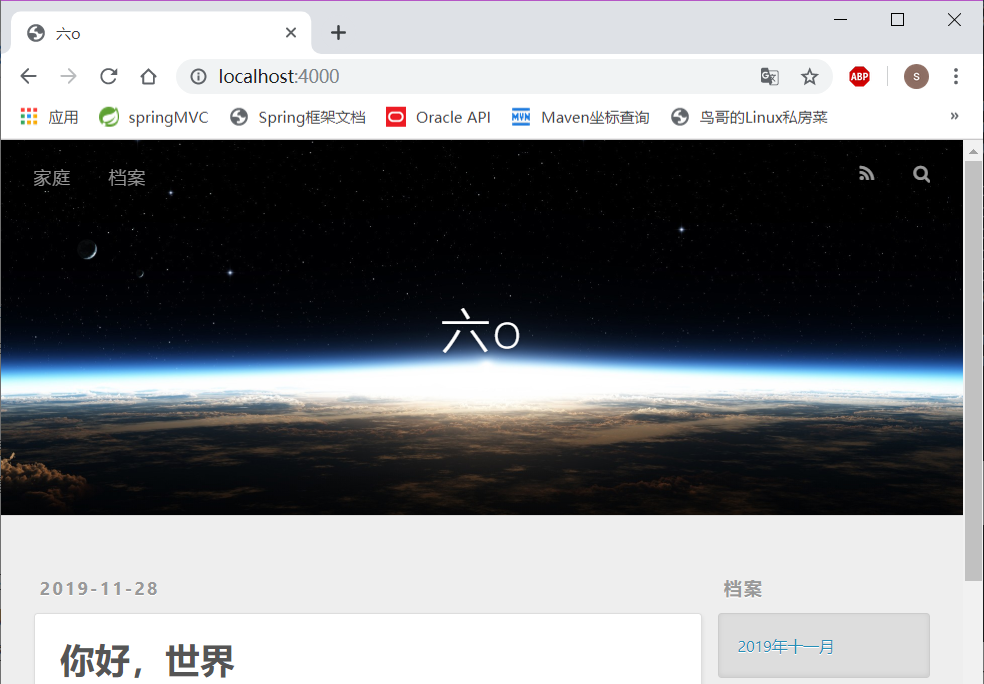 六o
localhost:4000
ABP
S
应用 springMVC Spring框架文档 Oracle API MVN Maven坐标查询 鸟哥的Linux私房菜 »
家庭 档案
六o
2019-11-28
档案
你好，世界
2019年十一月